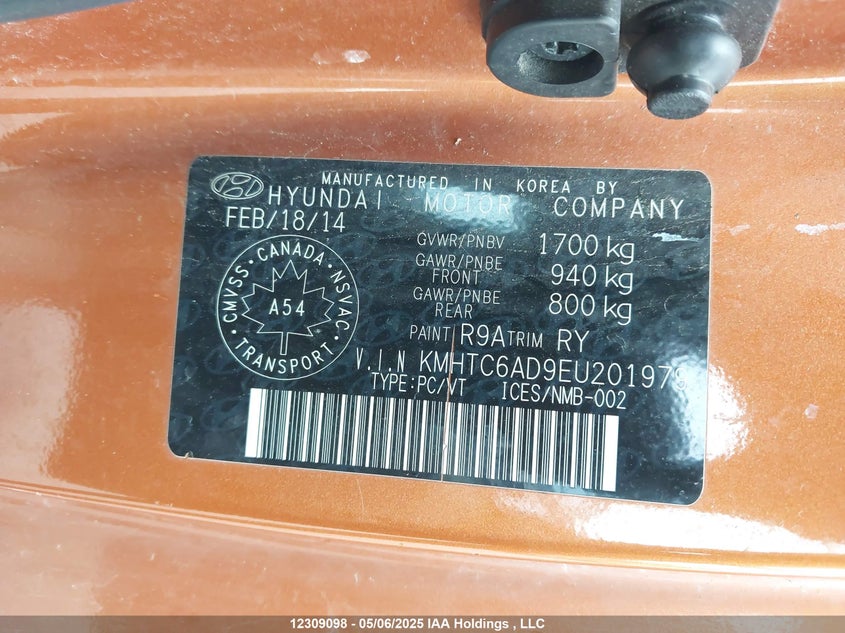 MANUFACTURED IN KOREA BY
HYUNDAI MOTOR COMPANY
FEB/18/14
GVWR/PNBV 1700 kg
GAWR/PNBE FRONT 940 kg
GAWR/PNBE REAR 800 kg
CMVSS • CANADA • NSVAC
A54
• TRANSPORT •
PAINT R9A TRIM RY
V.I.N KMHTC6AD9EU201979
TYPE:PC/VT ICES/NMB-002
12309098 - 05/06/2025 IAA Holdings , LLC